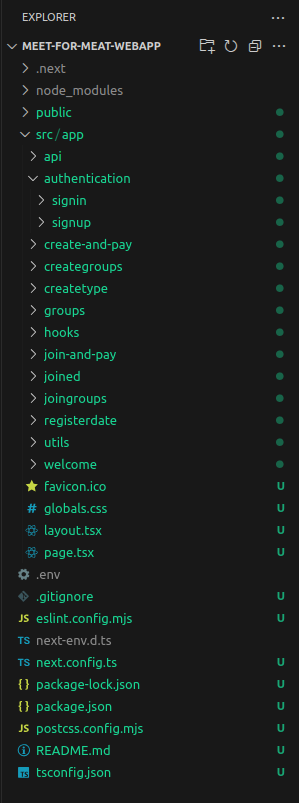 EXPLORER
MEET-FOR-MEAT-WEBAPP
.next
node_modules
public
src/app
api
authentication
signin
signup
create-and-pay
creategroups
createtype
groups
hooks
join-and-pay
joined
joingroups
registerdate
utils
welcome
favicon.ico U
# globals.css U
layout.tsx U
page.tsx U
.env
.gitignore U
JS eslint.config.mjs U
TS next-env.d.ts
TS next.config.ts U
{ } package-lock.json U
{ } package.json U
JS postcss.config.mjs U
README.md U
TS tsconfig.json U